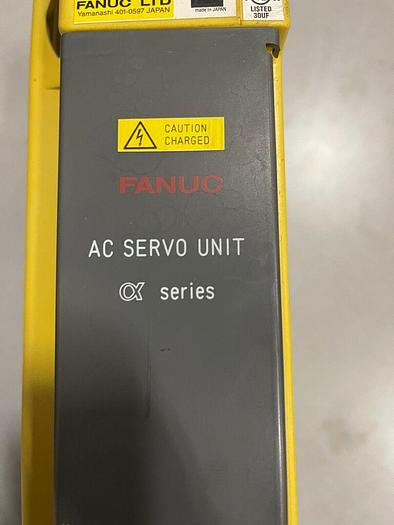 FANUC LTD
Yamanashi 401-0597 JAPAN
made in JAPAN
LISTED
30UF
CAUTION
CHARGED
FANUC
AC SERVO UNIT
α series